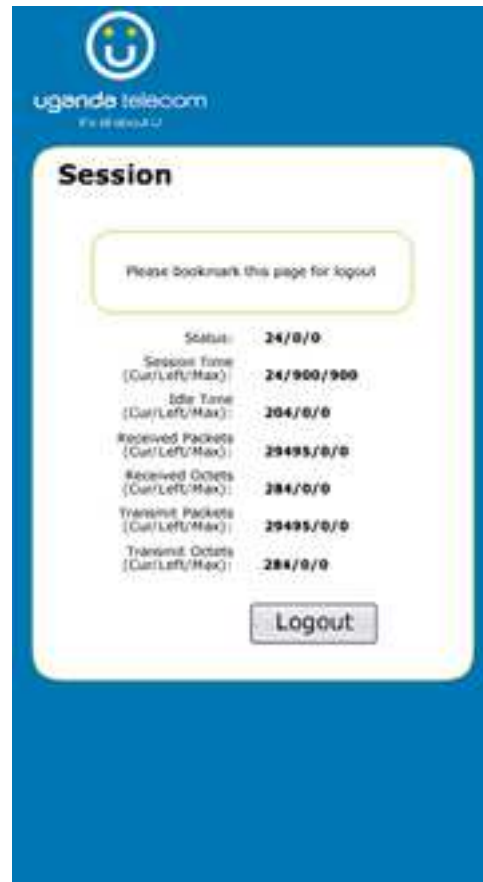 uganda telecom
It's all about U
Session
Please bookmark this page for logout
Status: 24/0/0
Session Time
(Cur/Left/Max): 24/900/900
Idle Time
(Cur/Left/Max): 204/0/0
Received Packets
(Cur/Left/Max): 29495/0/0
Received Octets
(Cur/Left/Max): 284/0/0
Transmit Packets
(Cur/Left/Max): 29495/0/0
Transmit Octets
(Cur/Left/Max): 284/0/0
Logout